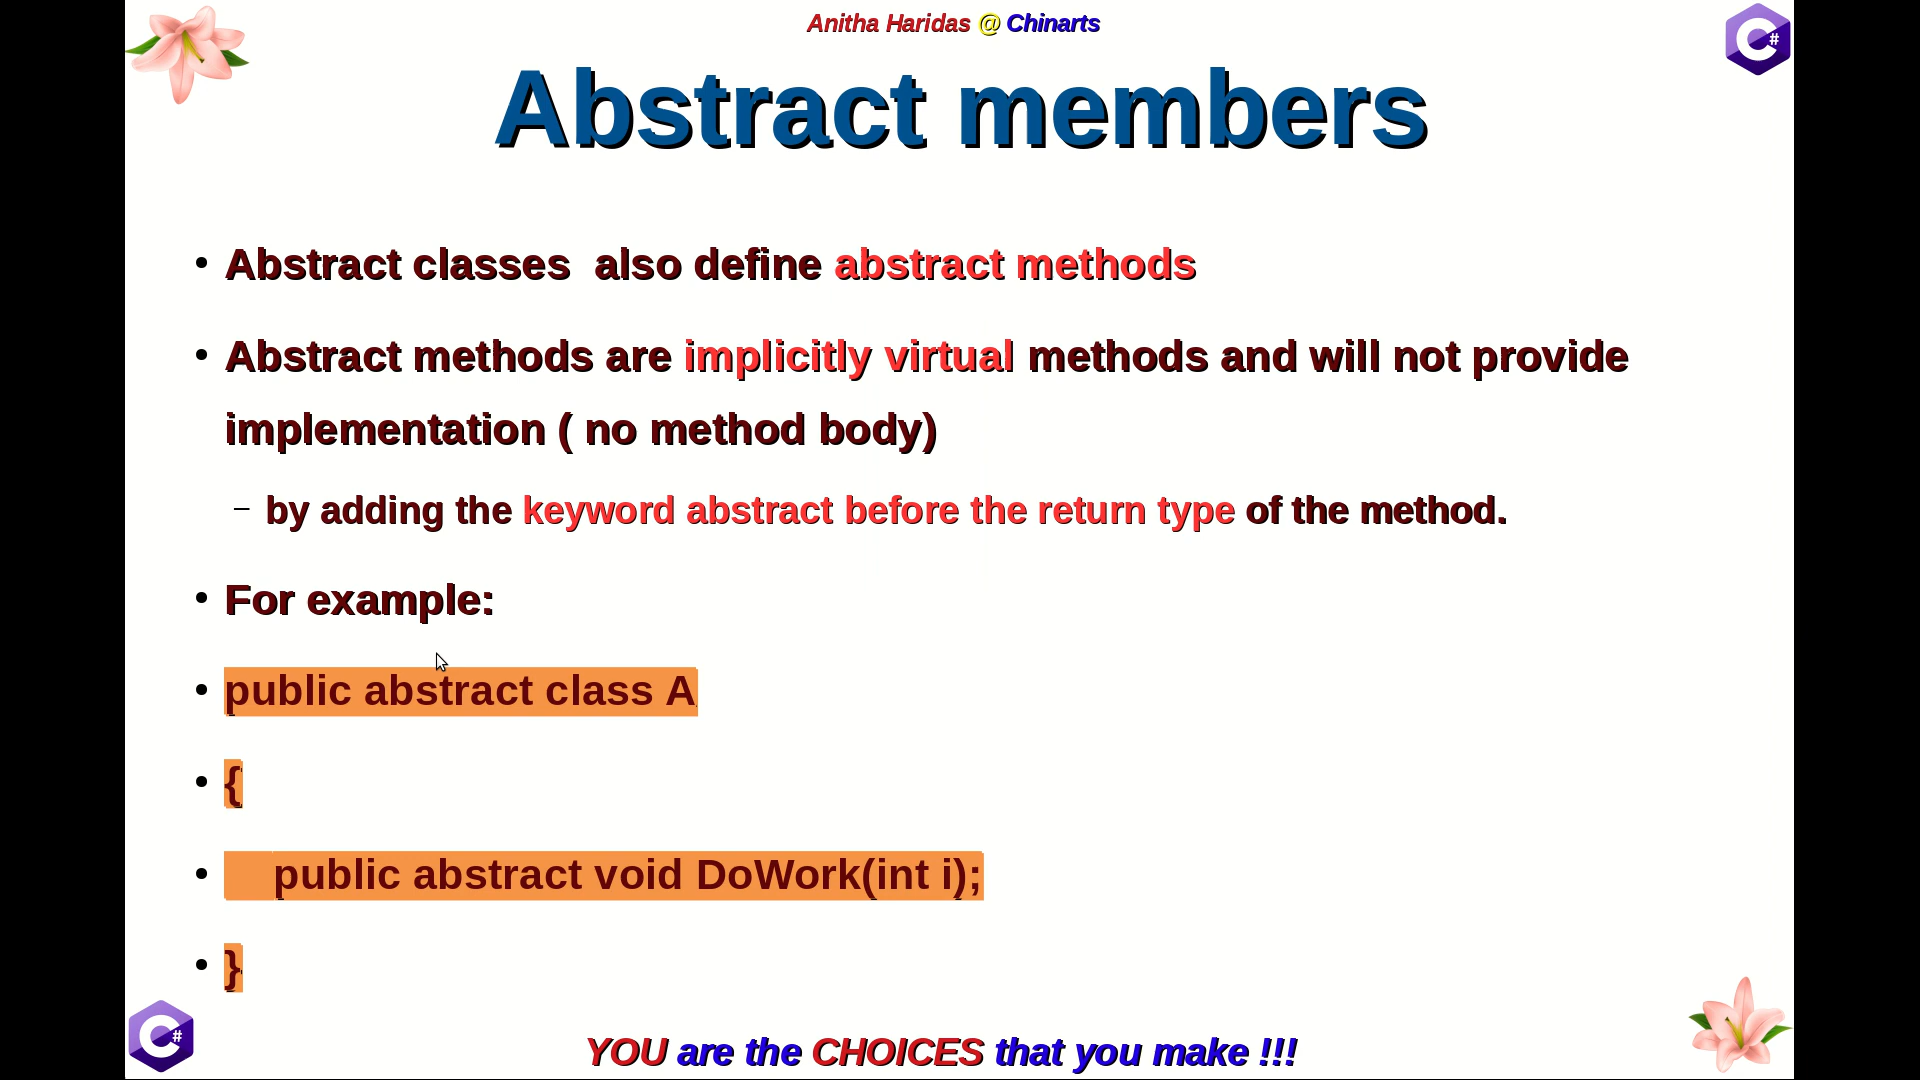 Anitha Haridas @ Chinarts
Abstract members
• Abstract classes  also define abstract methods
• Abstract methods are implicitly virtual methods and will not provide
implementation ( no method body)
– by adding the keyword abstract before the return type of the method.
• For example:
• public abstract class A
• {
•     public abstract void DoWork(int i);
• }
YOU are the CHOICES that you make !!!
C#
C#